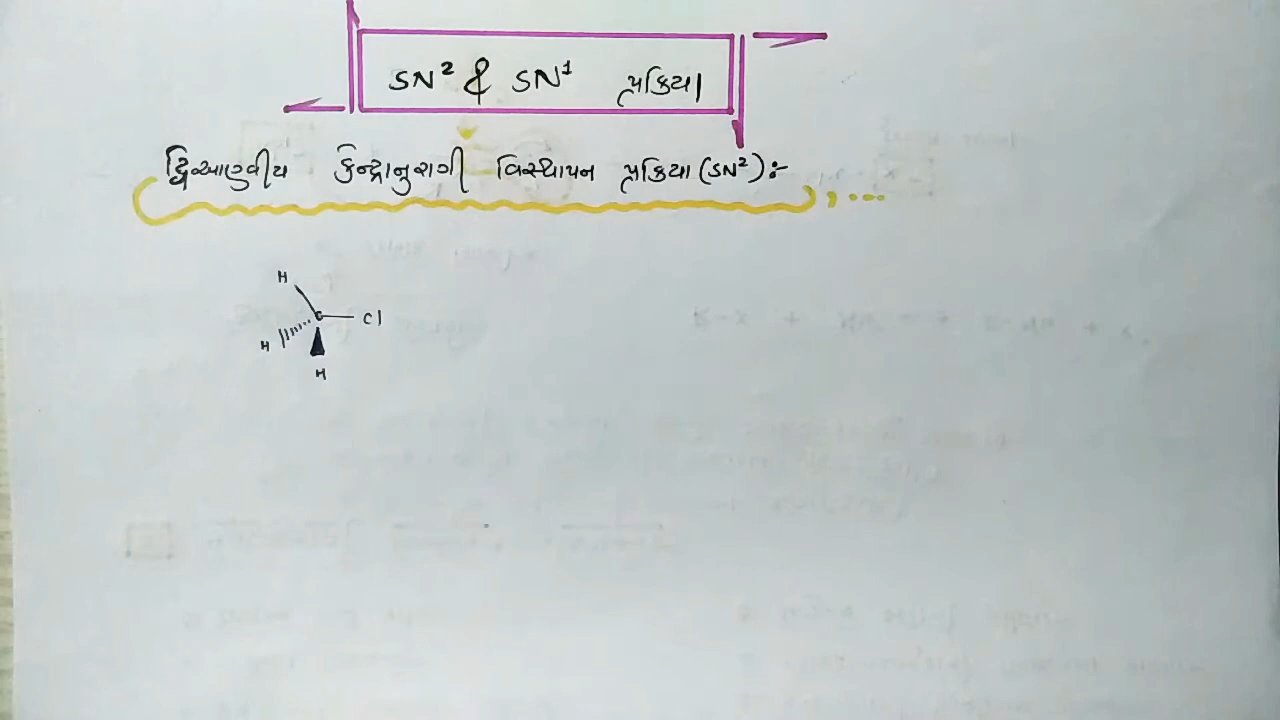 SN² & SN¹ પ્રક્રિયા
દ્વિઆણ્વીય કેન્દ્રાનુરાગી વિસ્થાપન પ્રક્રિયા (SN²) :-
H
C Cl
H
H